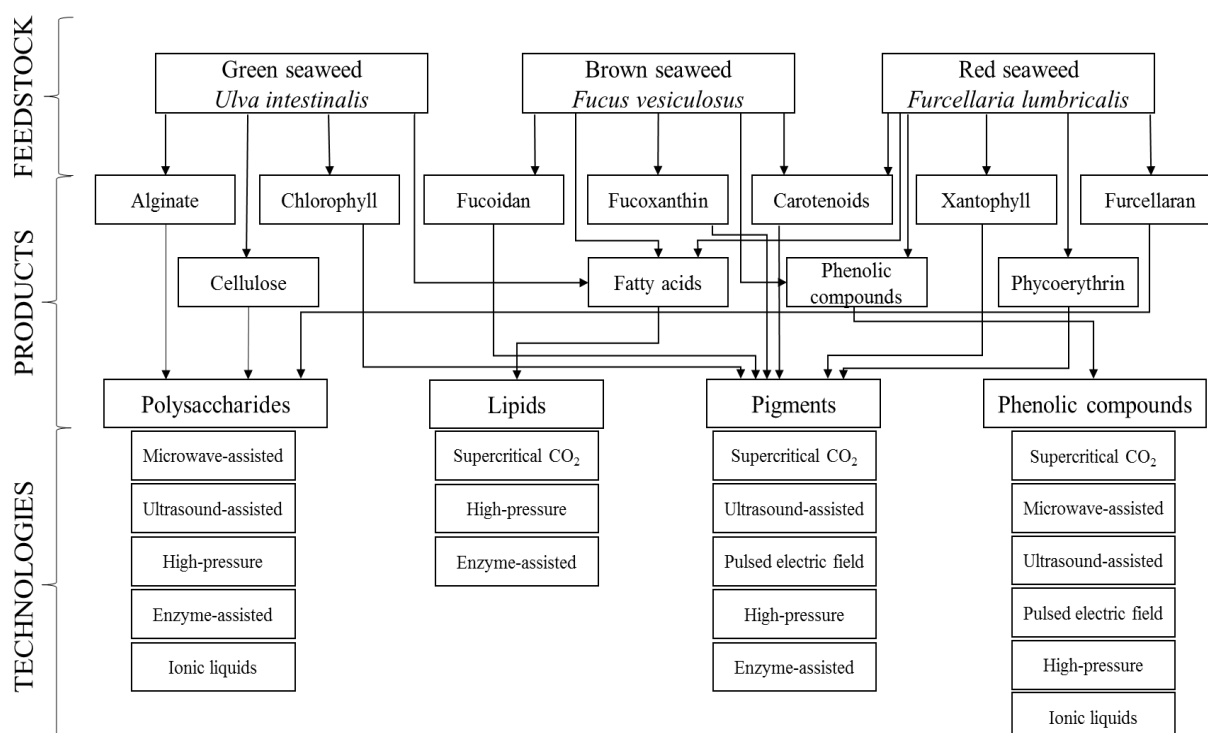 FEEDSTOCK
Green seaweed
Ulva intestinalis
Brown seaweed
Fucus vesiculosus
Red seaweed
Furcellaria lumbricalis
PRODUCTS
Alginate
Chlorophyll
Fucoidan
Fucoxanthin
Carotenoids
Xantophyll
Furcellaran
Cellulose
Fatty acids
Phenolic
compounds
Phycoerythrin
Polysaccharides
Lipids
Pigments
Phenolic compounds
TECHNOLOGIES
Microwave-assisted
Ultrasound-assisted
High-pressure
Enzyme-assisted
Ionic liquids
Supercritical CO₂
High-pressure
Enzyme-assisted
Supercritical CO₂
Ultrasound-assisted
Pulsed electric field
High-pressure
Enzyme-assisted
Supercritical CO₂
Microwave-assisted
Ultrasound-assisted
Pulsed electric field
High-pressure
Ionic liquids